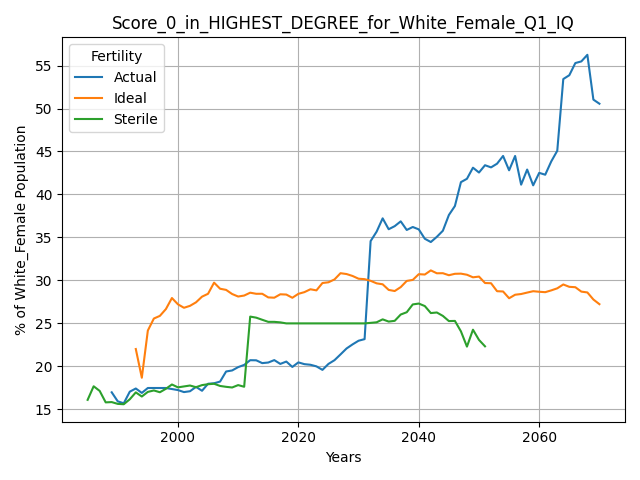 Score_0_in_HIGHEST_DEGREE_for_White_Female_Q1_IQ
Fertility
Actual
Ideal
Sterile
% of White_Female Population
55
50
45
40
35
30
25
20
15
2000
2020
2040
2060
Years